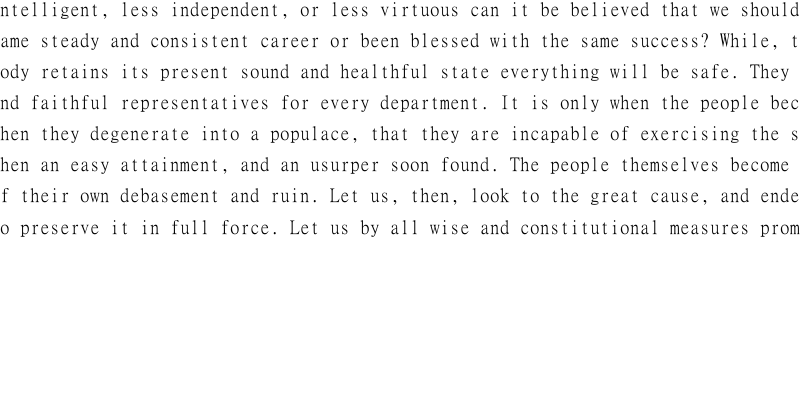 ntelligent, less independent, or less virtuous can it be believed that we should
ame steady and consistent career or been blessed with the same success? While, t
ody retains its present sound and healthful state everything will be safe. They
nd faithful representatives for every department. It is only when the people bec
hen they degenerate into a populace, that they are incapable of exercising the s
hen an easy attainment, and an usurper soon found. The people themselves become
f their own debasement and ruin. Let us, then, look to the great cause, and ende
o preserve it in full force. Let us by all wise and constitutional measures prom